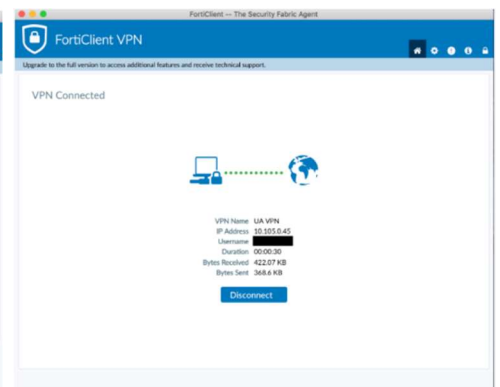 FortiClient — The Security Fabric Agent
FortiClient VPN
Upgrade to the full version to access additional features and receive technical support.
VPN Connected
VPN Name UA VPN
IP Address 10.105.0.45
Username
Duration 00:00:30
Bytes Received 422.07 KB
Bytes Sent 368.6 KB
Disconnect